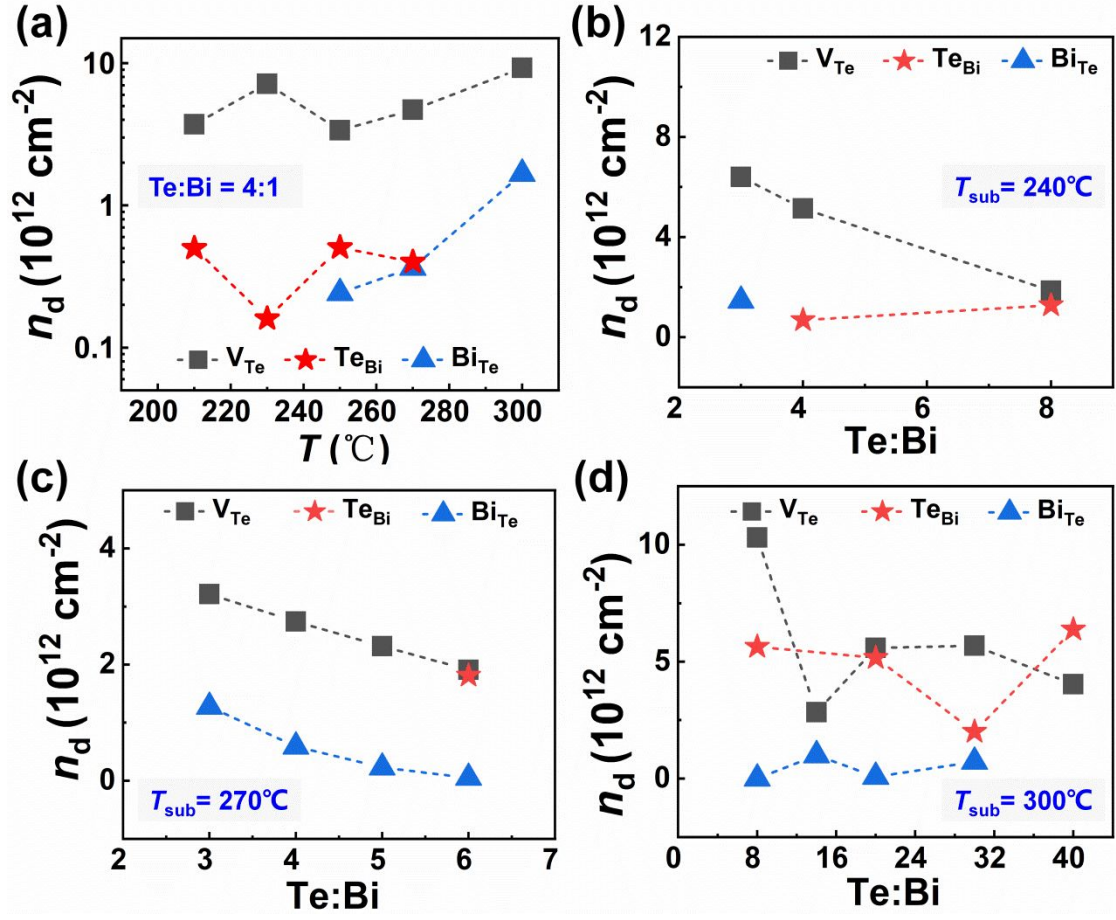 (a)
n_d (10^12 cm^-2)
10
1
0.1
Te:Bi = 4:1
V_Te Te_Bi Bi_Te
200 220 240 260 280 300
T (℃)
(b)
n_d (10^12 cm^-2)
12
8
4
0
V_Te Te_Bi Bi_Te
T_sub= 240℃
2 4 6 8
Te:Bi
(c)
n_d (10^12 cm^-2)
4
2
0
V_Te Te_Bi Bi_Te
T_sub= 270℃
2 3 4 5 6 7
Te:Bi
(d)
n_d (10^12 cm^-2)
10
5
0
V_Te Te_Bi Bi_Te
T_sub= 300℃
0 8 16 24 32 40
Te:Bi